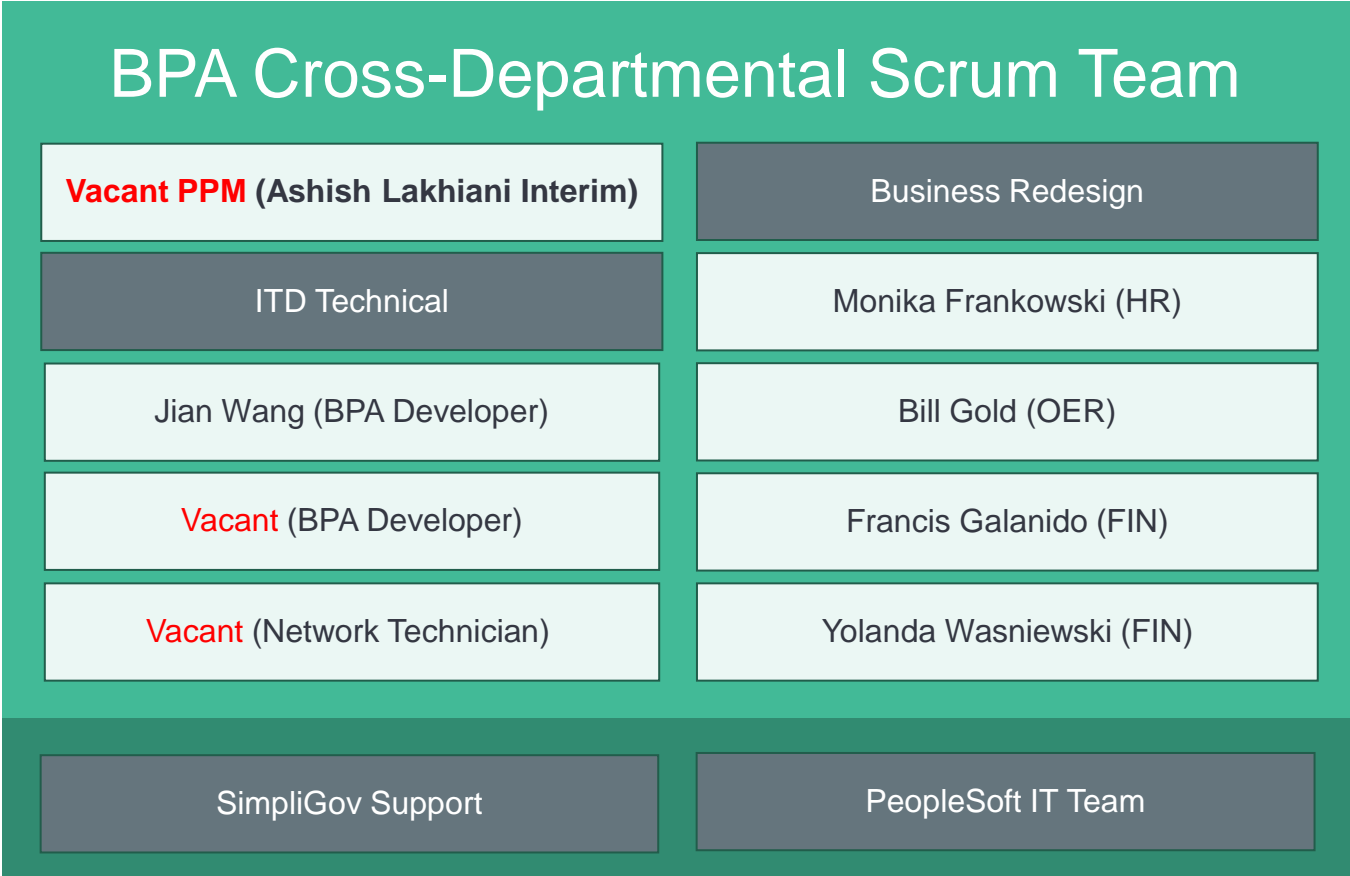 BPA Cross-Departmental Scrum Team
Vacant PPM (Ashish Lakhiani Interim)
ITD Technical
Jian Wang (BPA Developer)
Vacant (BPA Developer)
Vacant (Network Technician)
Business Redesign
Monika Frankowski (HR)
Bill Gold (OER)
Francis Galanido (FIN)
Yolanda Wasniewski (FIN)
SimpliGov Support
PeopleSoft IT Team